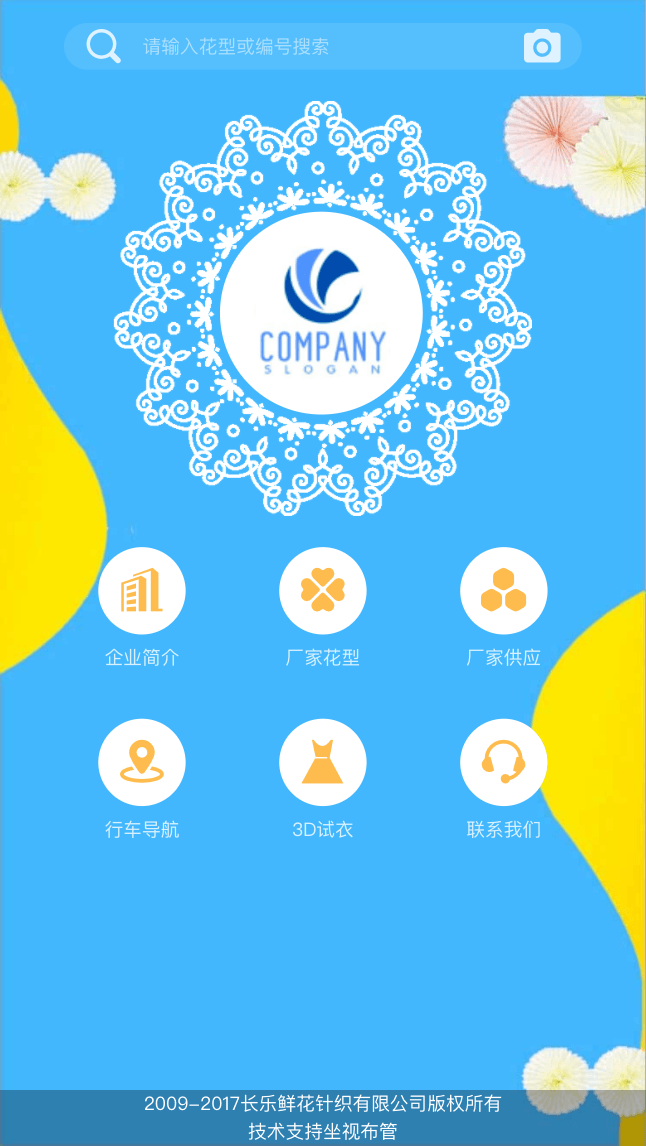 请输入花型或编号搜索
COMPANY
SLOGAN
企业简介
厂家花型
厂家供应
行车导航
3D试衣
联系我们
2009-2017长乐鲜花针织有限公司版权所有
技术支持坐视布管